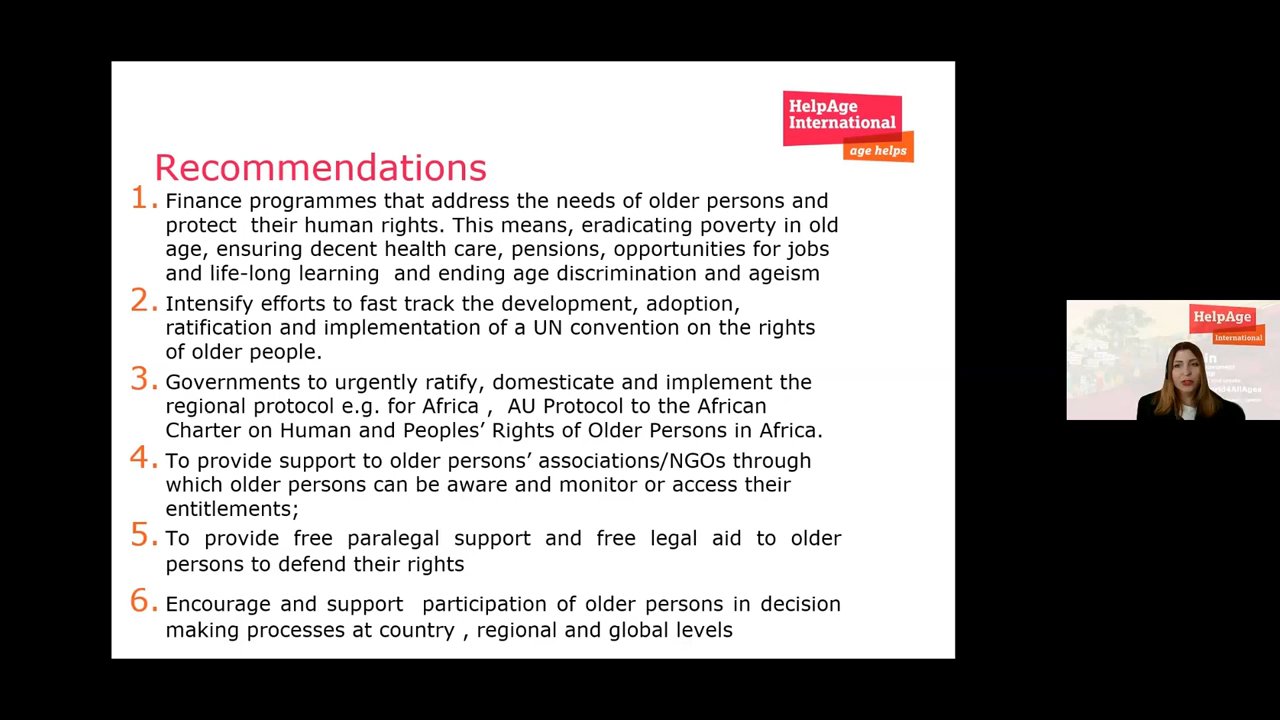 HelpAge
International
age helps
Recommendations
1. Finance programmes that address the needs of older persons and
protect their human rights. This means, eradicating poverty in old
age, ensuring decent health care, pensions, opportunities for jobs
and life-long learning and ending age discrimination and ageism
2. Intensify efforts to fast track the development, adoption,
ratification and implementation of a UN convention on the rights
of older people.
3. Governments to urgently ratify, domesticate and implement the
regional protocol e.g. for Africa , AU Protocol to the African
Charter on Human and Peoples’ Rights of Older Persons in Africa.
4. To provide support to older persons’ associations/NGOs through
which older persons can be aware and monitor or access their
entitlements;
5. To provide free paralegal support and free legal aid to older
persons to defend their rights
6. Encourage and support participation of older persons in decision
making processes at country , regional and global levels
HelpAge
International